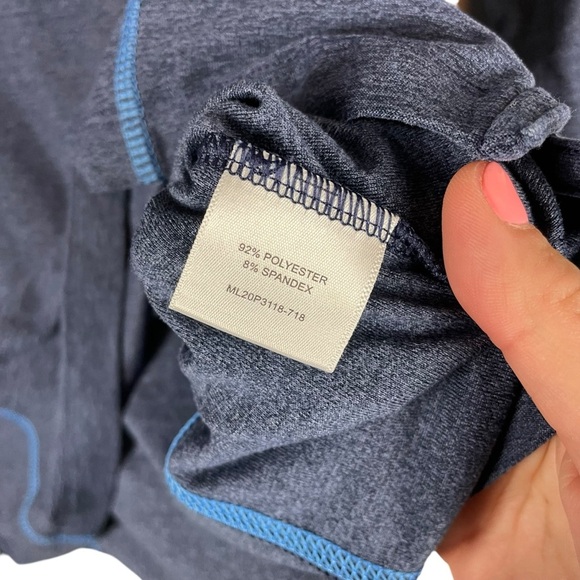 92% POLYESTER
8% SPANDEX
ML20P3118-718